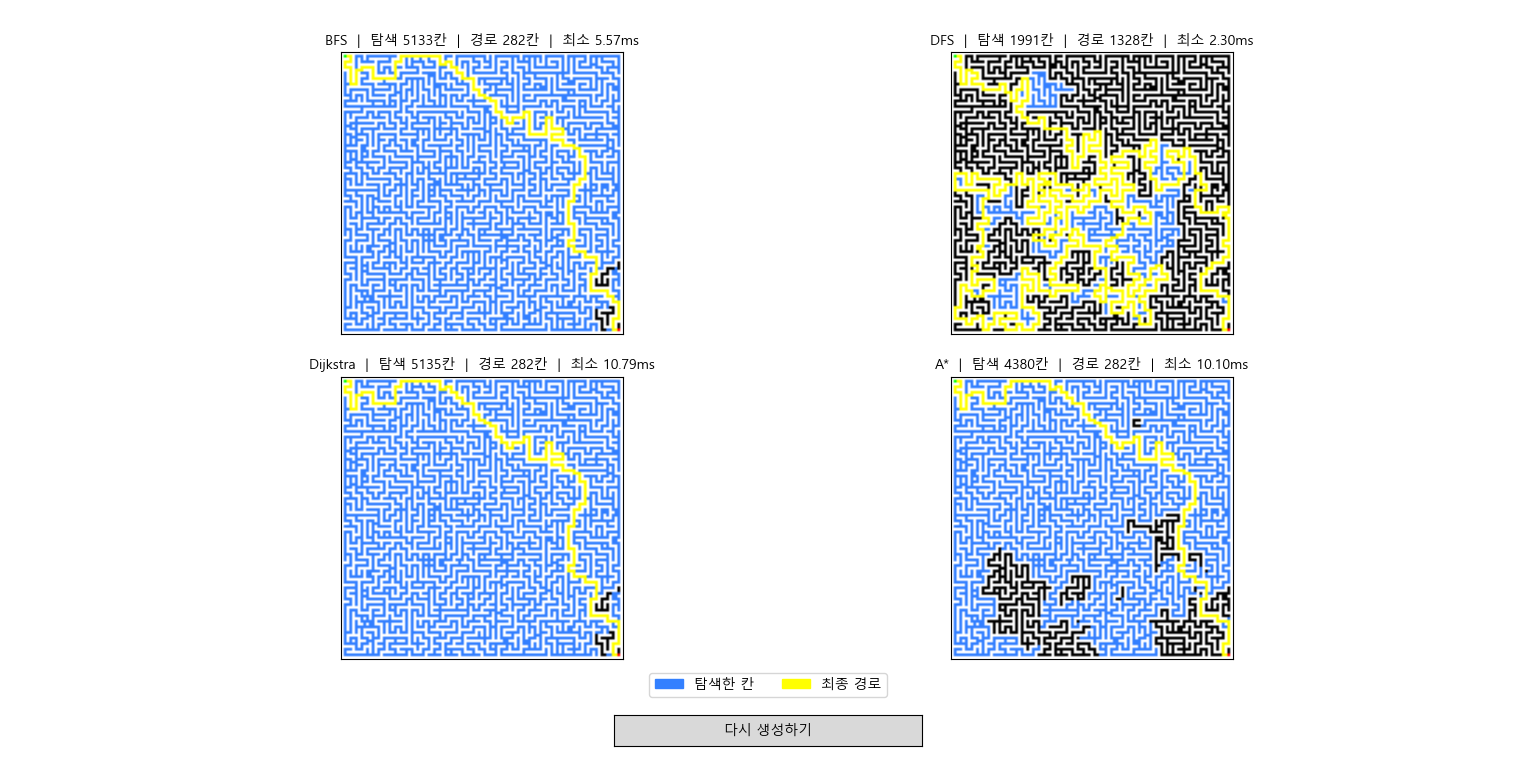 BFS | 탐색 5133칸 | 경로 282칸 | 최소 5.57ms
DFS | 탐색 1991칸 | 경로 1328칸 | 최소 2.30ms
Dijkstra | 탐색 5135칸 | 경로 282칸 | 최소 10.79ms
A* | 탐색 4380칸 | 경로 282칸 | 최소 10.10ms
탐색한 칸 최종 경로
다시 생성하기